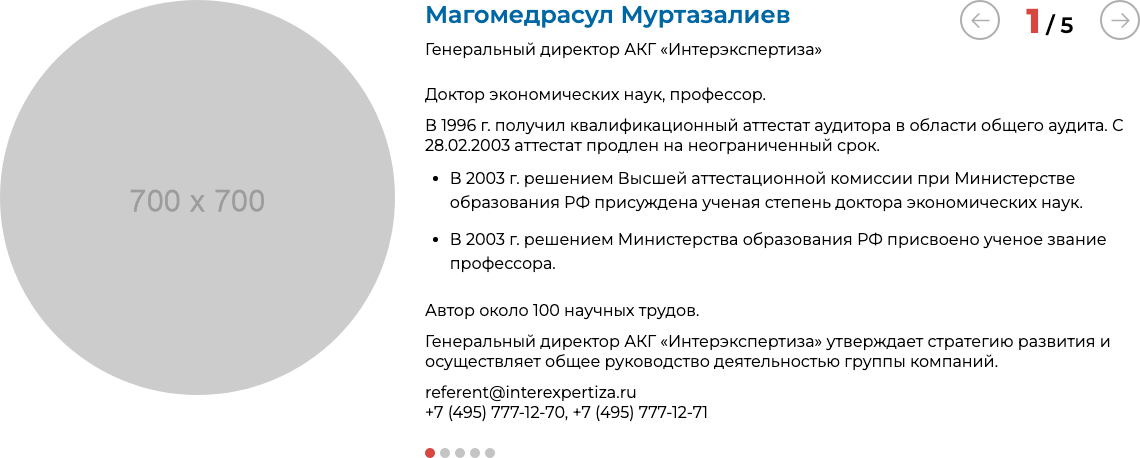 Магомедрасул Муртазалиев
1 / 5
Генеральный директор АКГ «Интерэкспертиза»
700 x 700
Доктор экономических наук, профессор.
В 1996 г. получил квалификационный аттестат аудитора в области общего аудита. С
28.02.2003 аттестат продлен на неограниченный срок.
• В 2003 г. решением Высшей аттестационной комиссии при Министерстве
образования РФ присуждена ученая степень доктора экономических наук.
• В 2003 г. решением Министерства образования РФ присвоено ученое звание
профессора.
Автор около 100 научных трудов.
Генеральный директор АКГ «Интерэкспертиза» утверждает стратегию развития и
осуществляет общее руководство деятельностью группы компаний.
referent@interexpertiza.ru
+7 (495) 777-12-70, +7 (495) 777-12-71